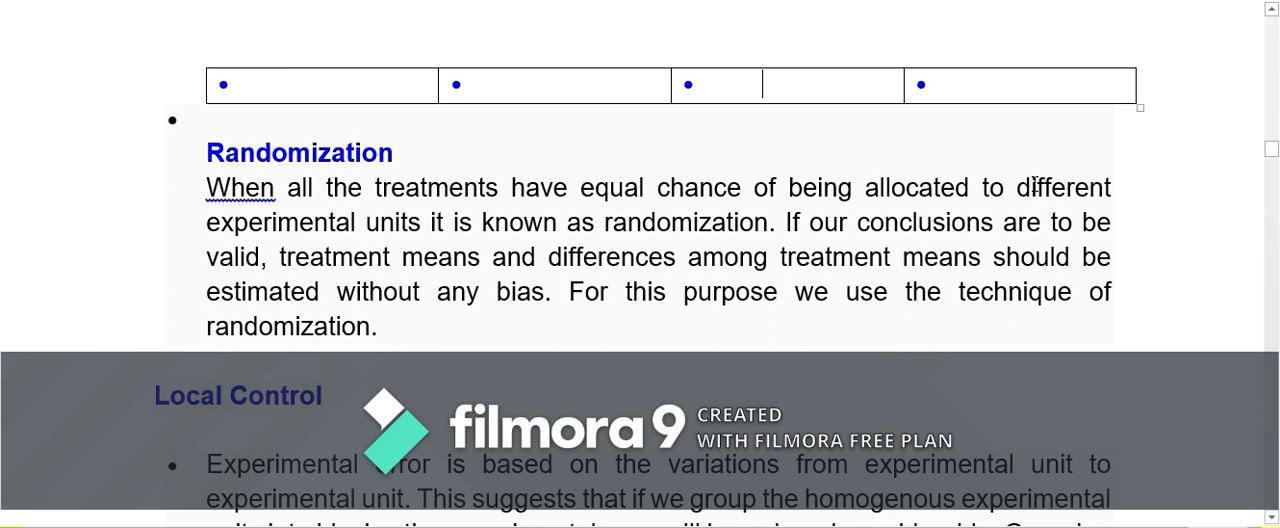 Randomization
When all the treatments have equal chance of being allocated to different
experimental units it is known as randomization. If our conclusions are to be
valid, treatment means and differences among treatment means should be
estimated without any bias. For this purpose we use the technique of
randomization.
Local Control
filmora 9 CREATED
WITH FILMORA FREE PLAN
Experimental error is based on the variations from experimental unit to
experimental unit. This suggests that if we group the homogenous experimental